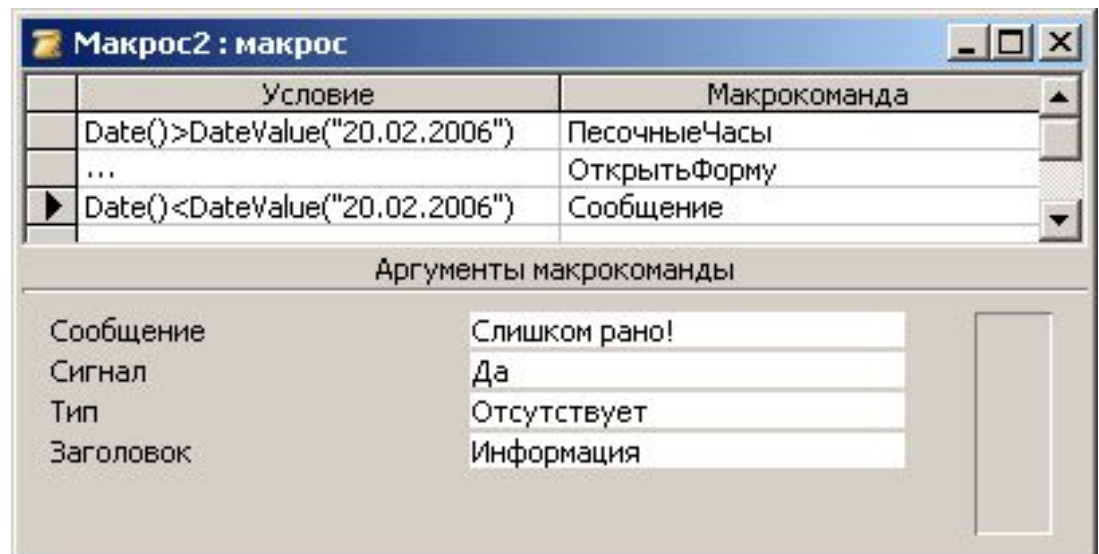 Макрос2 : макрос
Условие Макрокоманда
Date()>DateValue("20.02.2006") ПесочныеЧасы
... ОткрытьФорму
Date()<DateValue("20.02.2006") Сообщение
Аргументы макрокоманды
Сообщение Слишком рано!
Сигнал Да
Тип Отсутствует
Заголовок Информация